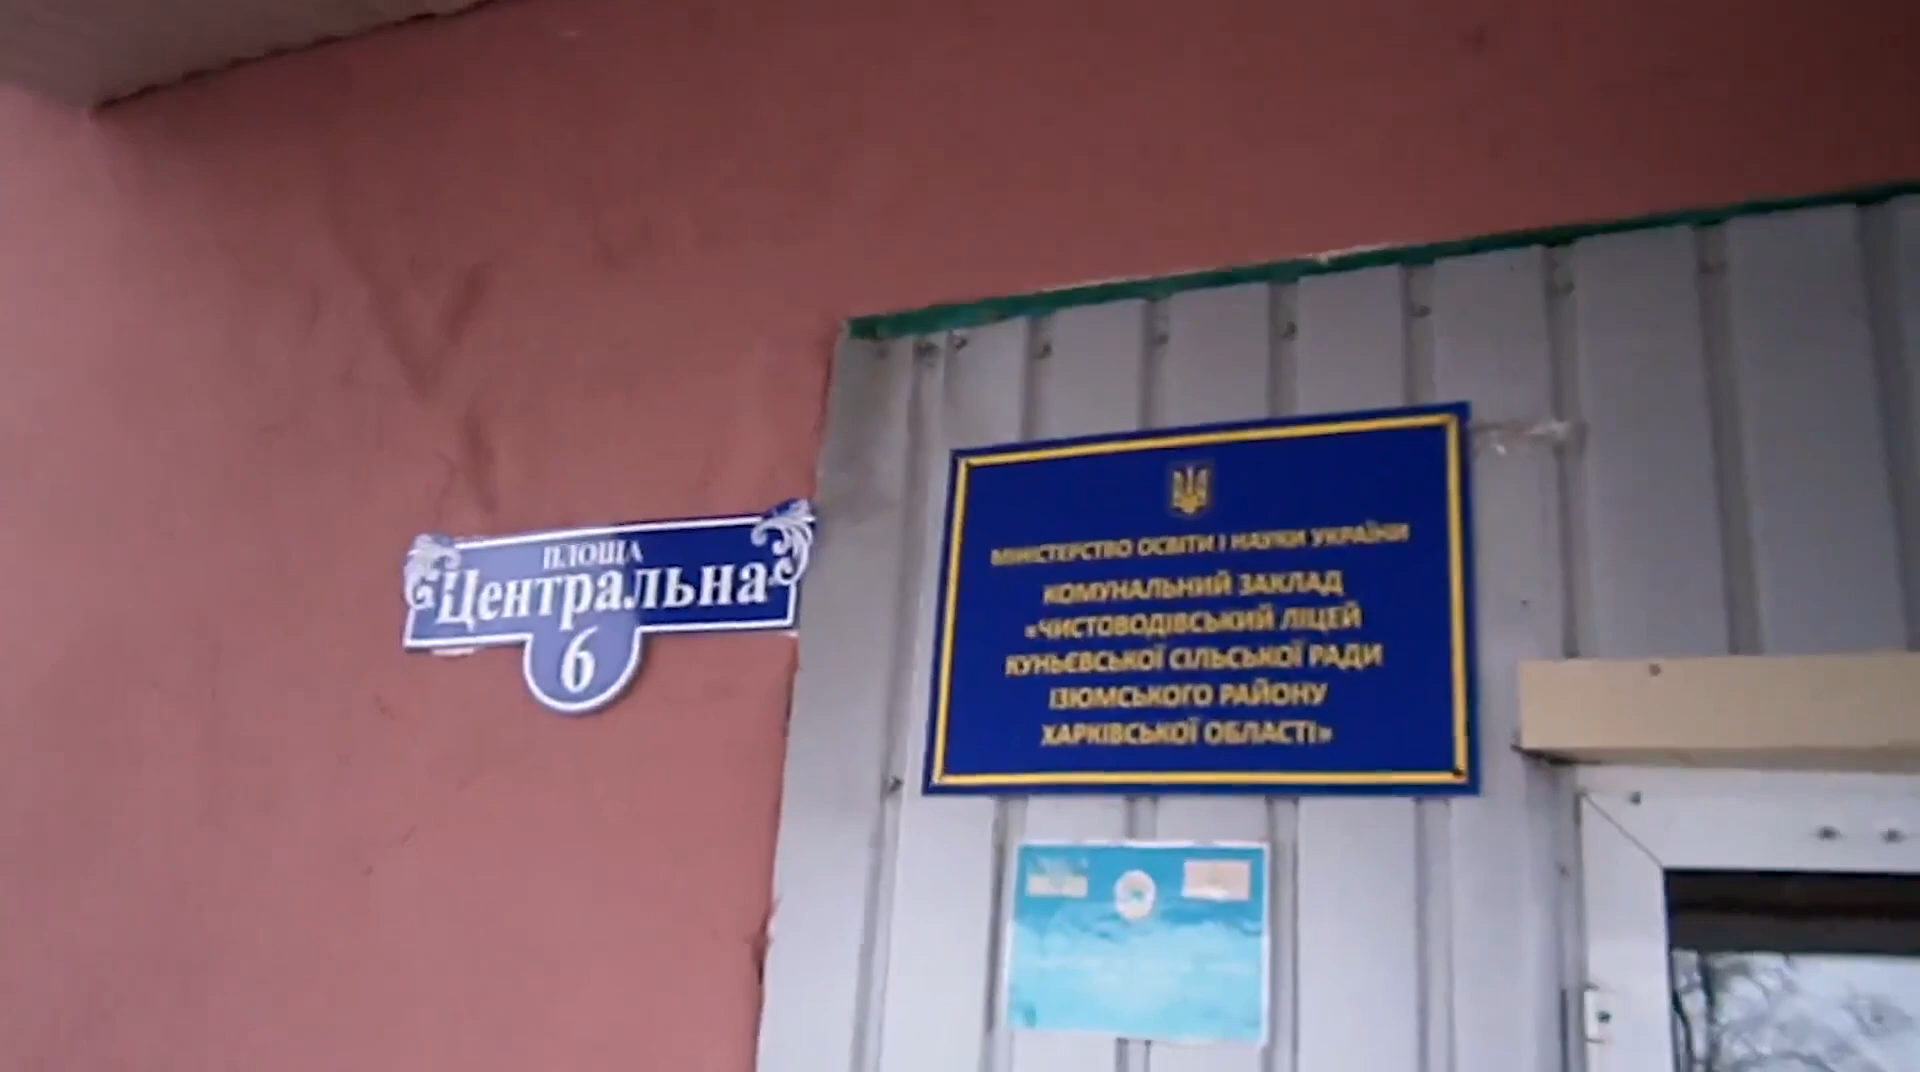 ПЛОЩА
Центральна
6
МІНІСТЕРСТВО ОСВІТИ І НАУКИ УКРАЇНИ
КОМУНАЛЬНИЙ ЗАКЛАД
«ЧИСТОВОДІВСЬКИЙ ЛІЦЕЙ
КУНЬЄВСЬКОЇ СІЛЬСЬКОЇ РАДИ
ІЗЮМСЬКОГО РАЙОНУ
ХАРКІВСЬКОЇ ОБЛАСТІ»